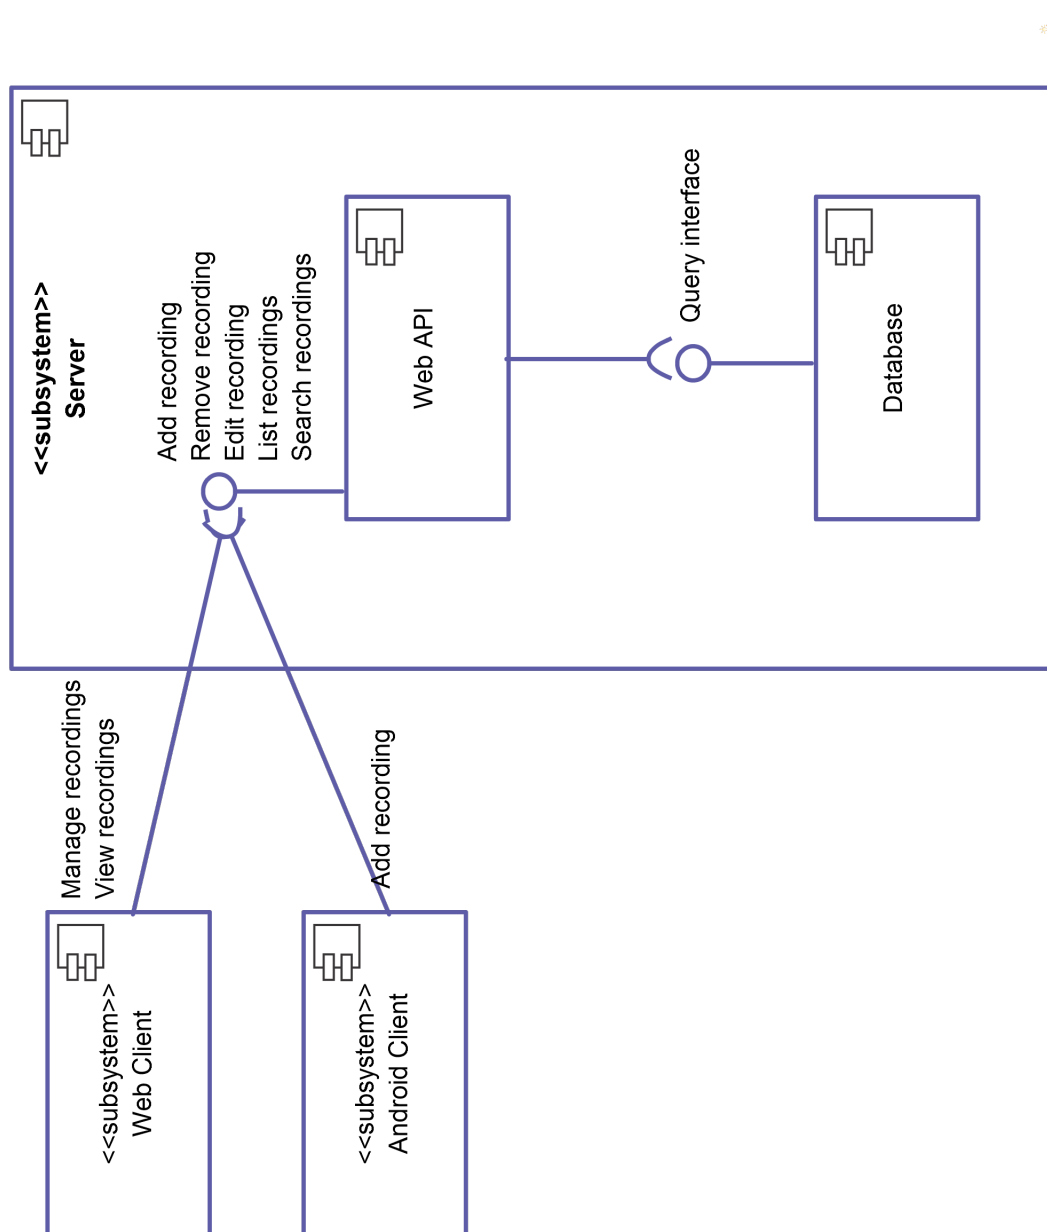 <<subsystem>>
Server
Add recording
Remove recording
Edit recording
List recordings
Search recordings
Web API
Query interface
Database
Manage recordings
View recordings
Add recording
<<subsystem>>
Web Client
<<subsystem>>
Android Client